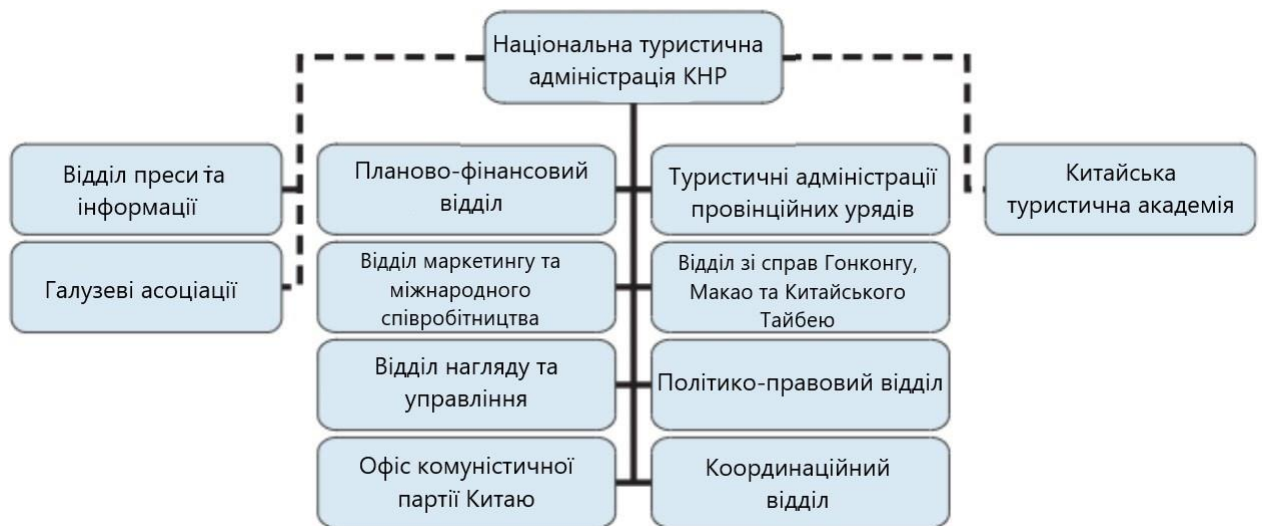 Національна туристична
адміністрація КНР
Відділ преси та
інформації
Планово-фінансовий
відділ
Туристичні адміністрації
провінційних урядів
Китайська
туристична академія
Галузеві асоціації
Відділ маркетингу та
міжнародного
співробітництва
Відділ зі справ Гонконгу,
Макао та Китайського
Тайбею
Відділ нагляду та
управління
Політико-правовий відділ
Офіс комуністичної
партії Китаю
Координаційний
відділ